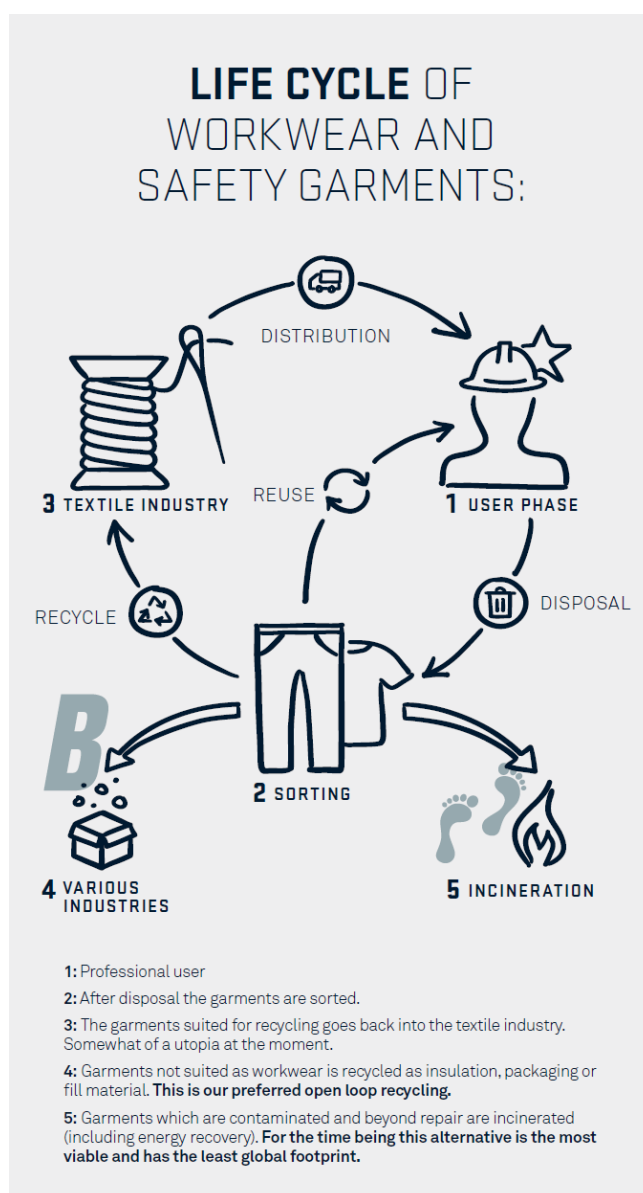 LIFE CYCLE OF
WORKWEAR AND
SAFETY GARMENTS:
DISTRIBUTION
3 TEXTILE INDUSTRY
REUSE
1 USER PHASE
RECYCLE
DISPOSAL
B
2 SORTING
4 VARIOUS
INDUSTRIES
5 INCINERATION
1: Professional user
2: After disposal the garments are sorted.
3: The garments suited for recycling goes back into the textile industry.
Somewhat of a utopia at the moment.
4: Garments not suited as workwear is recycled as insulation, packaging or
fill material. This is our preferred open loop recycling.
5: Garments which are contaminated and beyond repair are incinerated
(including energy recovery). For the time being this alternative is the most
viable and has the least global footprint.